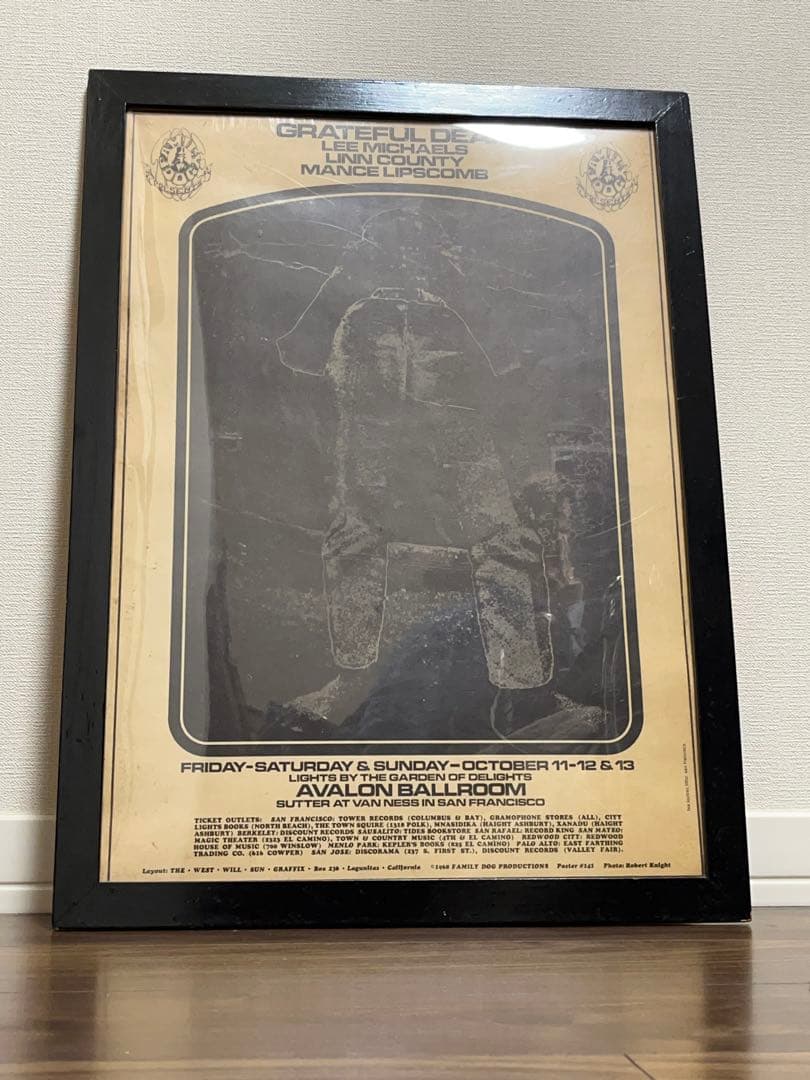 GRATEFUL DEA
LEE MICHAELS
LINN COUNTY
MANCE LIPSCOMB
FRIDAY-SATURDAY & SUNDAY-OCTOBER 11-12 & 13
LIGHTS BY THE GARDEN OF DELIGHTS
AVALON BALLROOM
SUTTER AT VAN NESS IN SAN FRANCISCO
TICKET OUTLETS: SAN FRANCISCO: TOWER RECORDS (COLUMBUS & BAY), GRAMOPHONE STORES (ALL), CITY
LIGHTS BOOKS (NORTH BEACH), THE TOWN SQUIRE (1318 POLK), MNASIDIKA (HAIGHT ASHBURY), XANADU (HAIGHT
ASHBURY) BERKELEY: DISCOUNT RECORDS SAUSALITO: TIDES BOOKSTORE SAN RAFAEL: RECORD KING SAN MATEO:
MAGIC THEATER (2323 EL CAMINO), TOWN & COUNTRY MUSIC (4TH & EL CAMINO) REDWOOD CITY: REDWOOD
HOUSE OF MUSIC (700 WINSLOW) MENLO PARK: KEPLER'S BOOKS (825 EL CAMINO) PALO ALTO: EAST FARTHING
TRADING CO. (616 COWPER) SAN JOSE: DISCORAMA (237 S. FIRST ST.), DISCOUNT RECORDS (VALLEY FAIR).
Layout: THE • WEST • WILL • SUN • GRAFFIX • Box 238 • Lagunitas • California ©1968 FAMILY DOG PRODUCTIONS Poster #141 Photo: Robert Knight